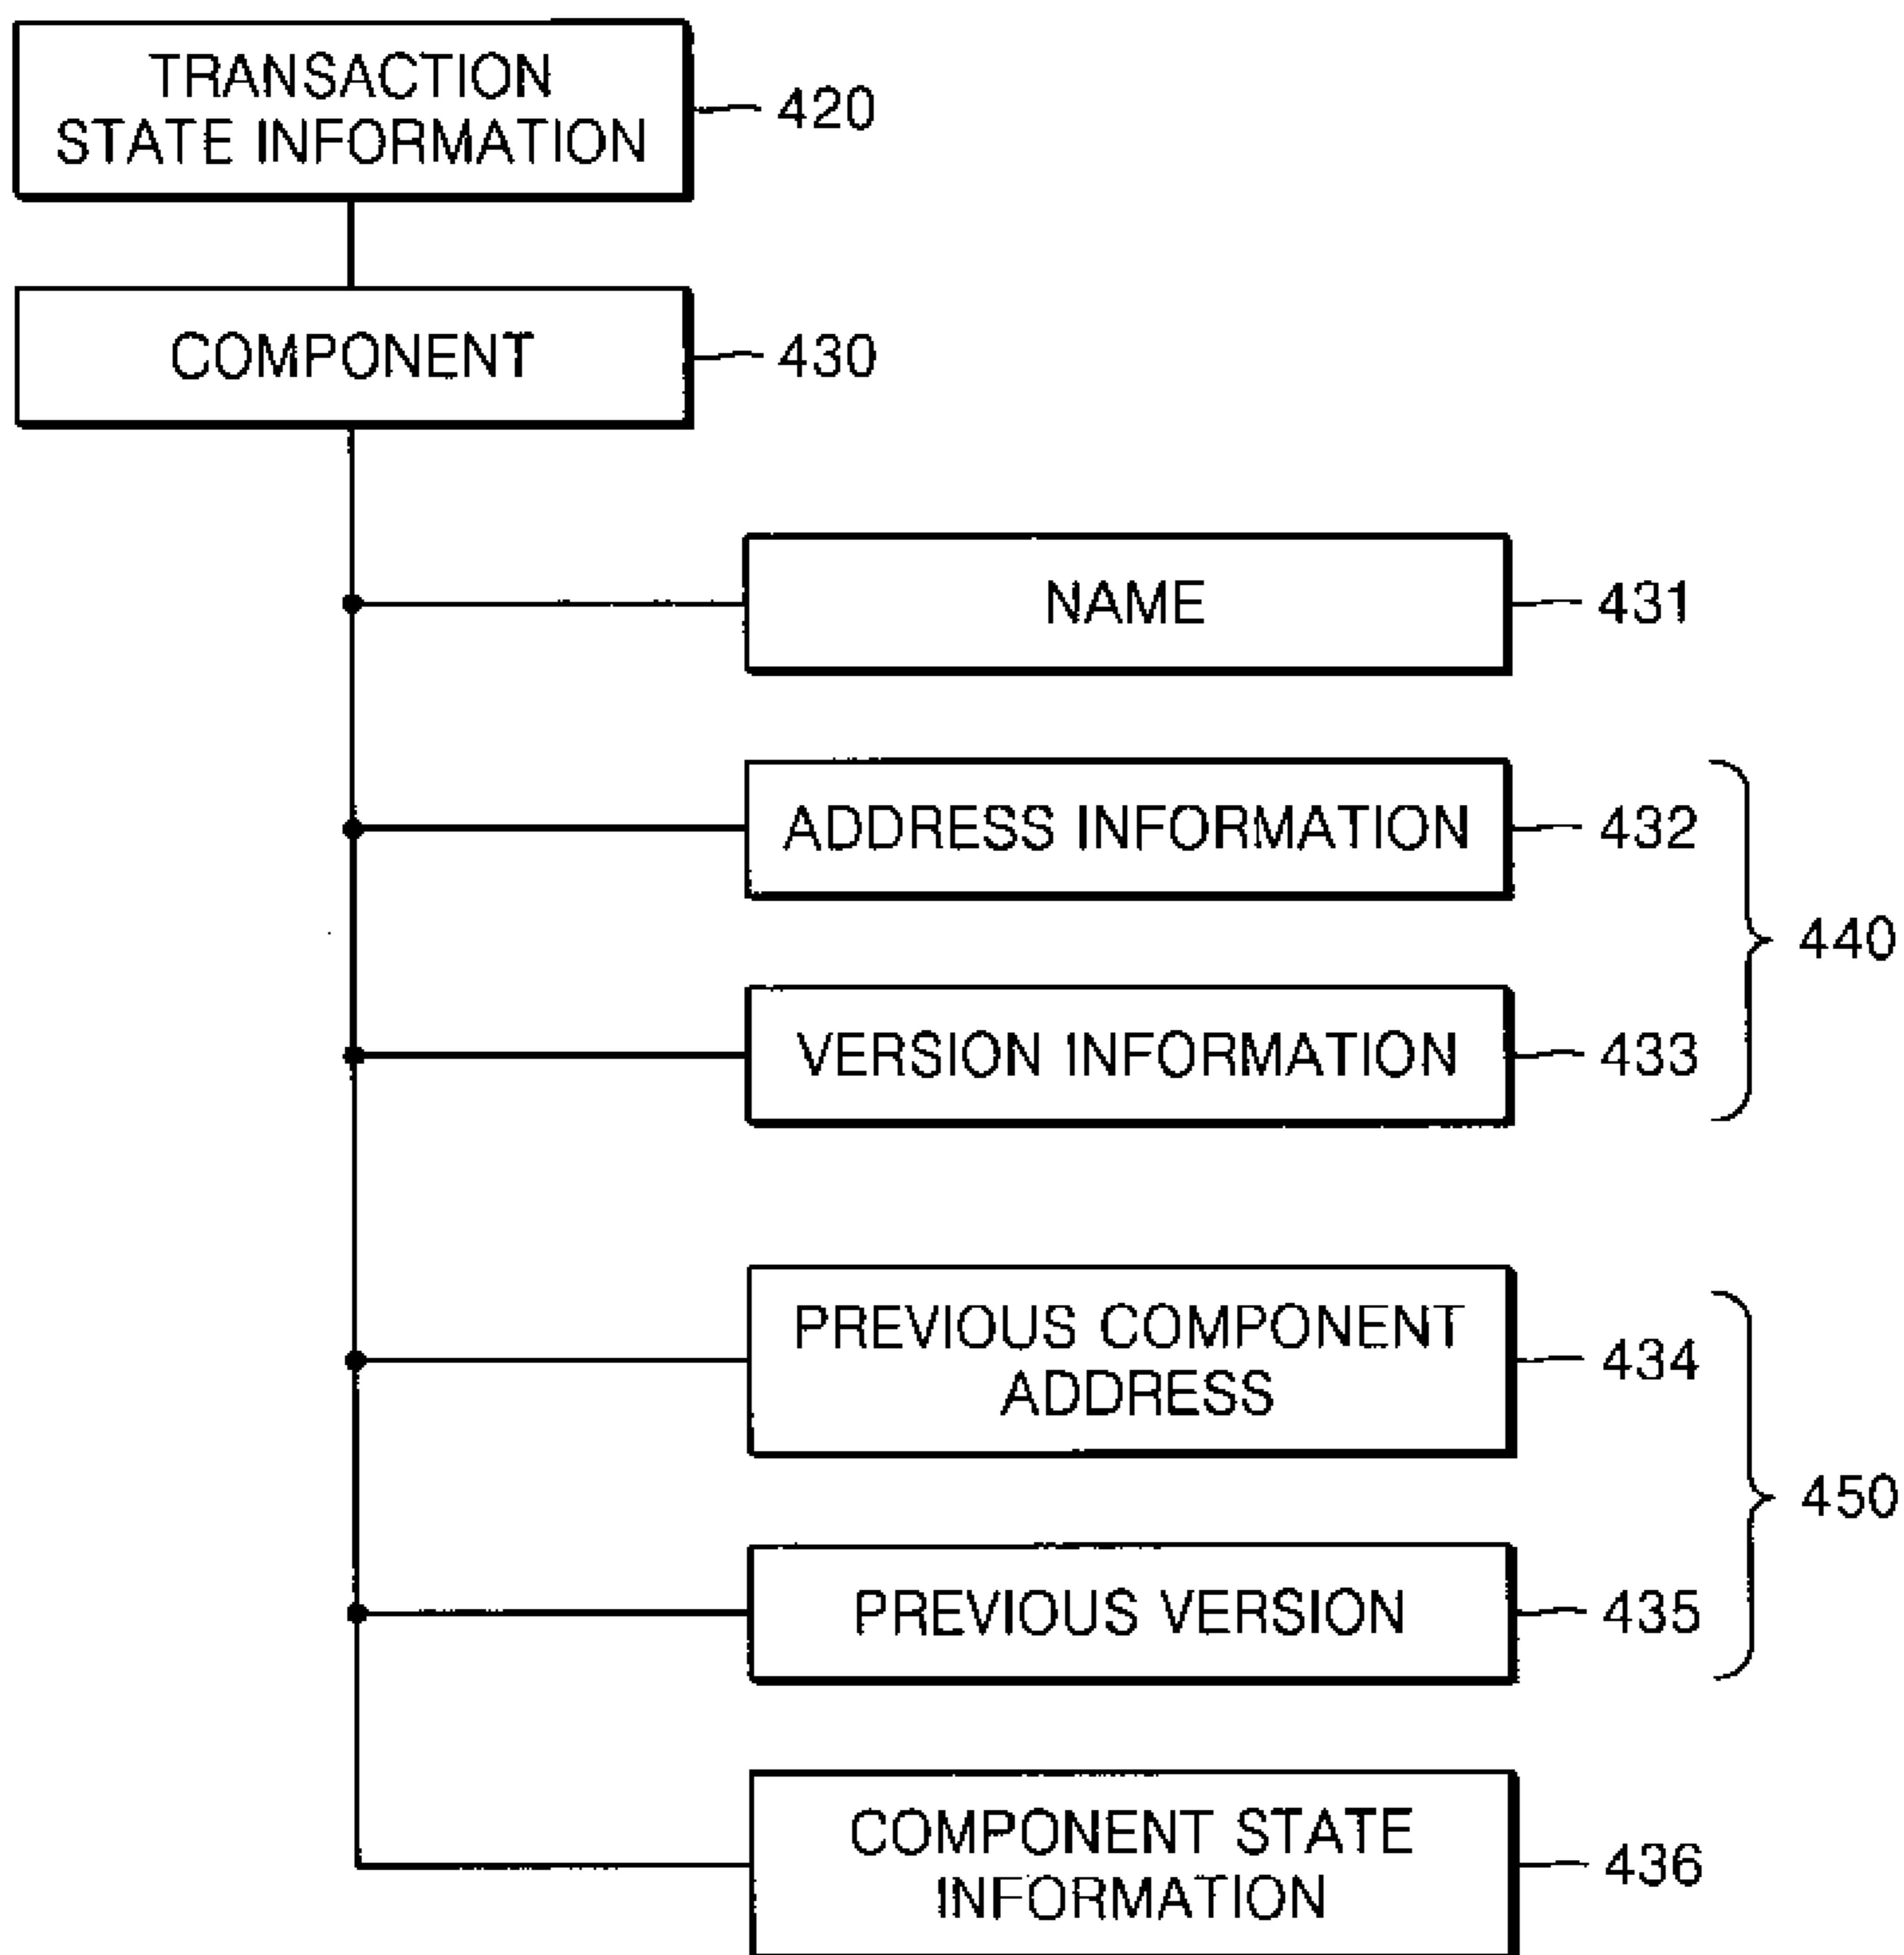 TRANSACTION
STATE INFORMATION
420
COMPONENT
430
NAME
431
ADDRESS INFORMATION
432
440
VERSION INFORMATION
433
PREVIOUS COMPONENT
ADDRESS
434
450
PREVIOUS VERSION
435
COMPONENT STATE
INFORMATION
436